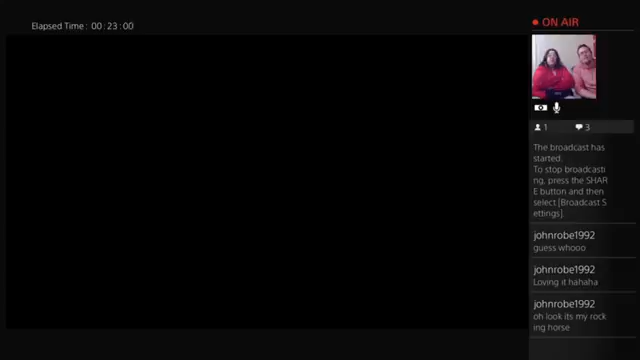 Elapsed Time : 00 : 23 : 00
ON AIR
1
3
The broadcast has
started.
To stop broadcasti
ng, press the SHAR
E button and then
select [Broadcast S
ettings].
johnrobe1992
guess whooo
johnrobe1992
Loving it hahaha
johnrobe1992
oh look its my rock
ing horse